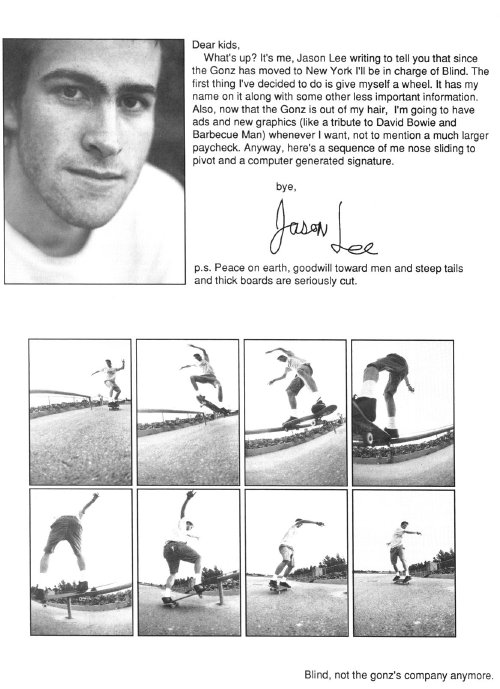 Dear kids,
What's up? It's me, Jason Lee writing to tell you that since
the Gonz has moved to New York I'll be in charge of Blind. The
first thing I've decided to do is give myself a wheel. It has my
name on it along with some other less important information.
Also, now that the Gonz is out of my hair, I'm going to have
ads and new graphics (like a tribute to David Bowie and
Barbecue Man) whenever I want, not to mention a much larger
paycheck. Anyway, here's a sequence of me nose sliding to
pivot and a computer generated signature.
bye,
Jason Lee
p.s. Peace on earth, goodwill toward men and steep tails
and thick boards are seriously cut.
Blind, not the gonz's company anymore.